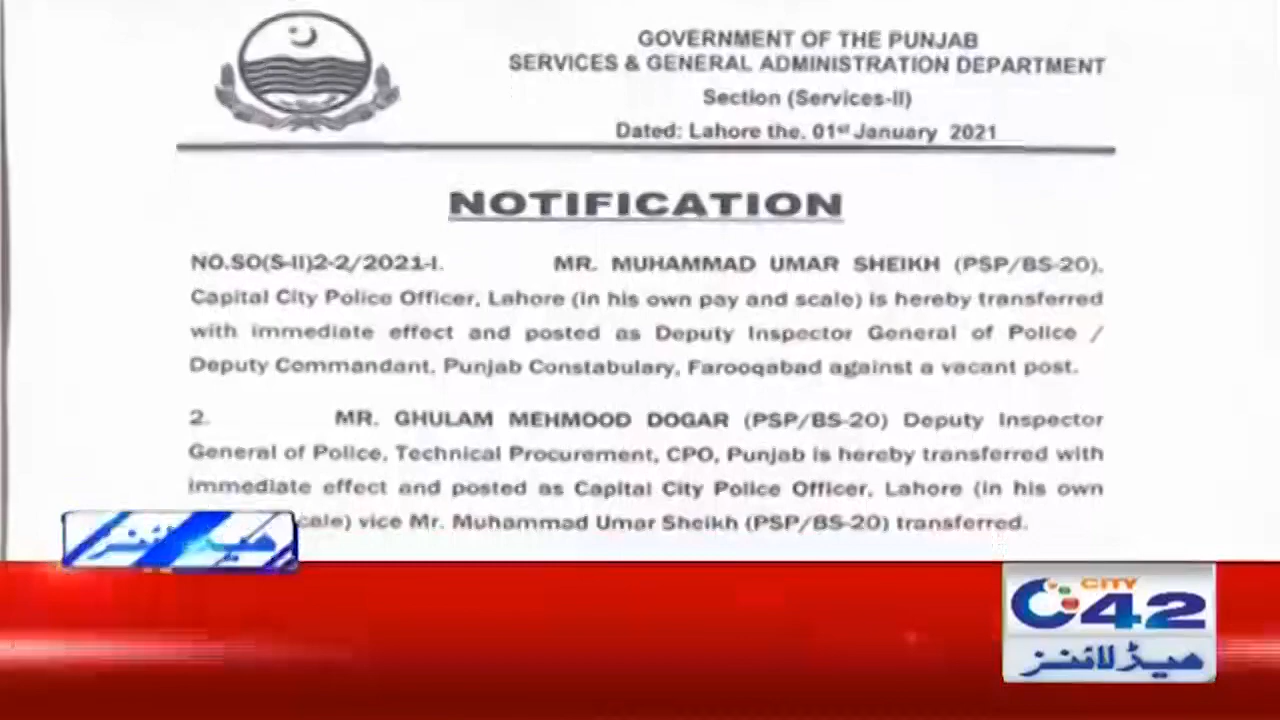 GOVERNMENT OF THE PUNJAB
SERVICES & GENERAL ADMINISTRATION DEPARTMENT
Section (Services-II)
Dated: Lahore the. 01st January 2021
NOTIFICATION
NO.SO(S-II)2-2/2021-I. MR. MUHAMMAD UMAR SHEIKH (PSP/BS-20),
Capital City Police Officer, Lahore (in his own pay and scale) is hereby transferred
with immediate effect and posted as Deputy Inspector General of Police /
Deputy Commandant, Punjab Constabulary, Farooqabad against a vacant post.
2. MR. GHULAM MEHMOOD DOGAR (PSP/BS-20) Deputy Inspector
General of Police, Technical Procurement, CPO, Punjab is hereby transferred with
immediate effect and posted as Capital City Police Officer, Lahore (in his own
cale) vice Mr. Muhammad Umar Sheikh (PSP/BS-20) transferred.
ہیڈلائنز
CITY
42
ہیڈلائنز